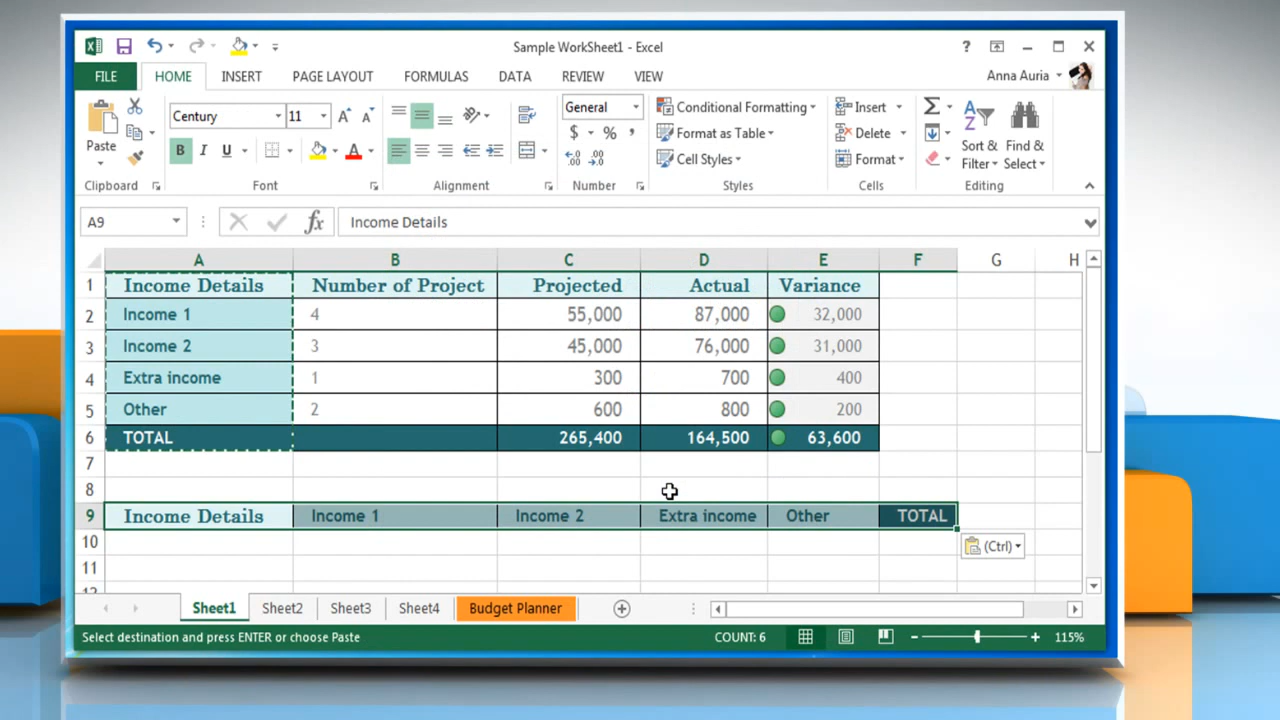 Sample WorkSheet1 - Excel
?
FILE HOME INSERT PAGE LAYOUT FORMULAS DATA REVIEW VIEW Anna Auria
Century 11 General Conditional Formatting Insert
Paste B I U A $ % , Format as Table Delete Sort & Filter Find & Select
Cell Styles Format
Clipboard Font Alignment Number Styles Cells Editing
A9 fx Income Details
A B C D E F G H
1 Income Details Number of Project Projected Actual Variance
2 Income 1 4 55,000 87,000 32,000
3 Income 2 3 45,000 76,000 31,000
4 Extra income 1 300 700 400
5 Other 2 600 800 200
6 TOTAL 265,400 164,500 63,600
7
8
9 Income Details Income 1 Income 2 Extra income Other TOTAL
10 (Ctrl)
11
12
Sheet1 Sheet2 Sheet3 Sheet4 Budget Planner
Select destination and press ENTER or choose Paste COUNT: 6 115%